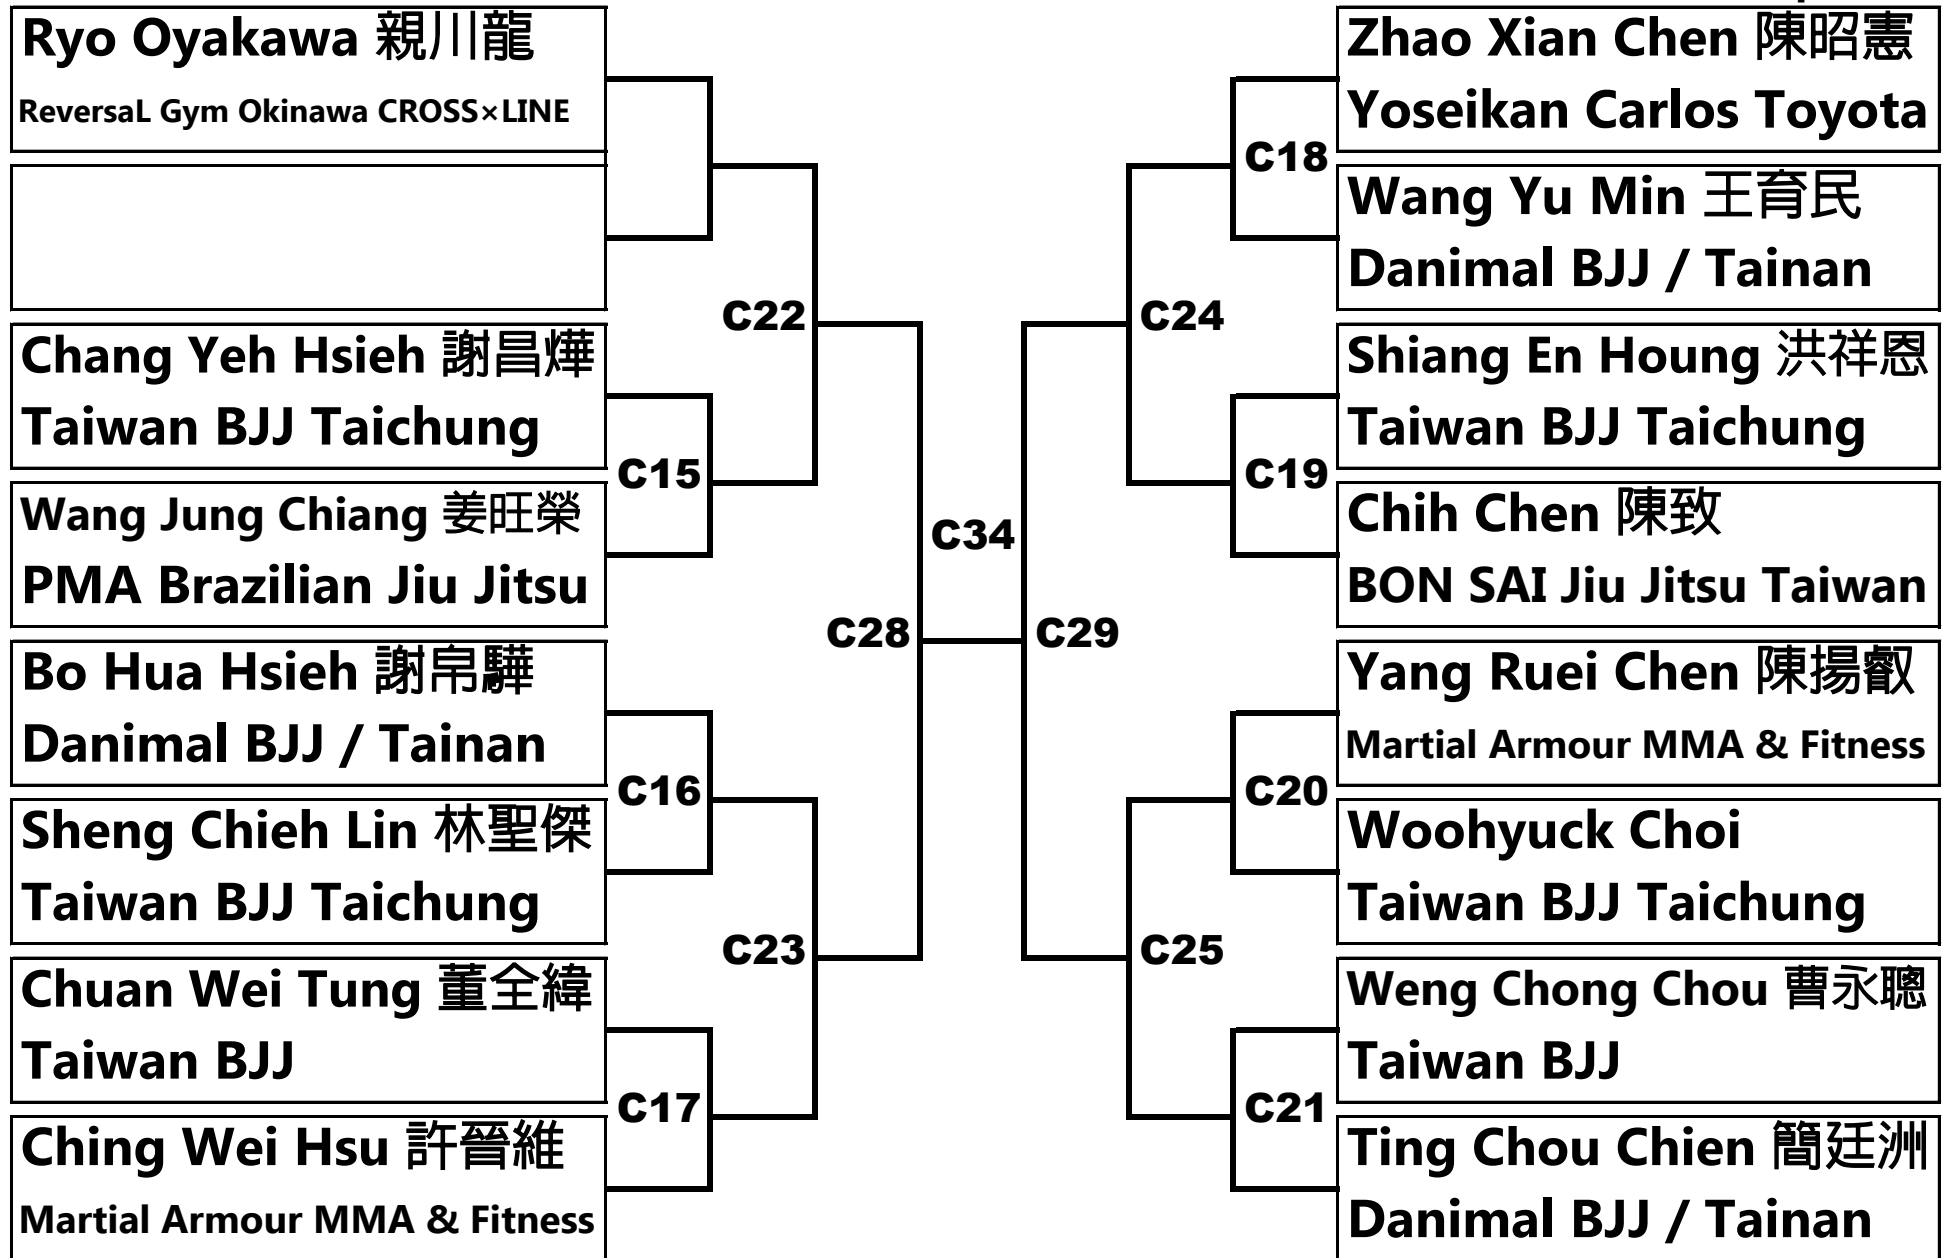 Ryo Oyakawa 親川龍
ReversaL Gym Okinawa CROSS×LINE
Chang Yeh Hsieh 謝昌燁
Taiwan BJJ Taichung
Wang Jung Chiang 姜旺榮
PMA Brazilian Jiu Jitsu
Bo Hua Hsieh 謝帛驊
Danimal BJJ / Tainan
Sheng Chieh Lin 林聖傑
Taiwan BJJ Taichung
Chuan Wei Tung 董全緯
Taiwan BJJ
Ching Wei Hsu 許晉維
Martial Armour MMA & Fitness
C15
C16
C17
C22
C23
C28
C34
C29
C24
C25
C18
C19
C20
C21
Zhao Xian Chen 陳昭憲
Yoseikan Carlos Toyota
Wang Yu Min 王育民
Danimal BJJ / Tainan
Shiang En Houng 洪祥恩
Taiwan BJJ Taichung
Chih Chen 陳致
BON SAI Jiu Jitsu Taiwan
Yang Ruei Chen 陳揚叡
Martial Armour MMA & Fitness
Woohyuck Choi
Taiwan BJJ Taichung
Weng Chong Chou 曹永聰
Taiwan BJJ
Ting Chou Chien 簡廷洲
Danimal BJJ / Tainan